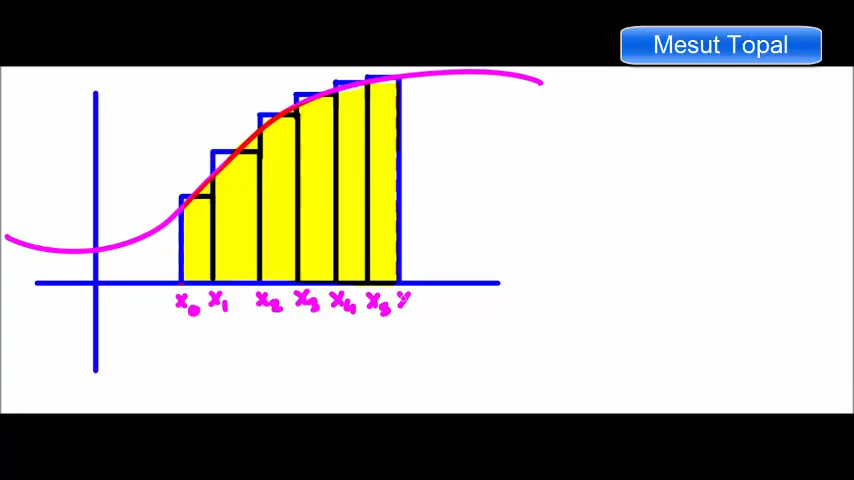 Mesut Topal
x₀ x₁ x₂ x₃ x₄ x₅ x